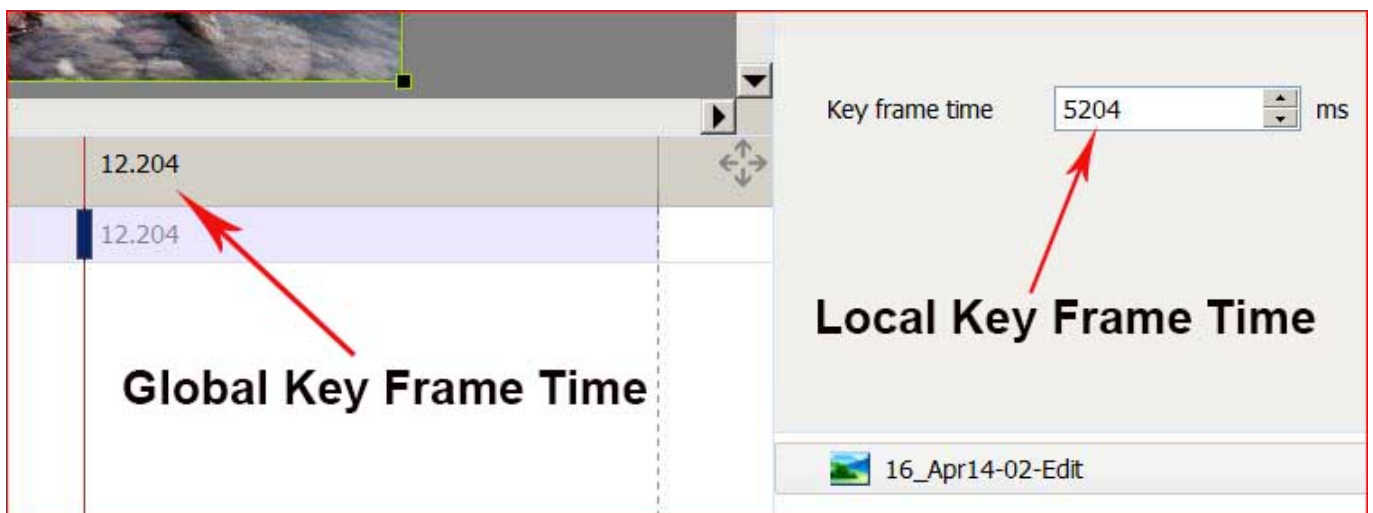 Key frame time 5204 ms
12.204
12.204
Local Key Frame Time
Global Key Frame Time
16_Apr14-02-Edit